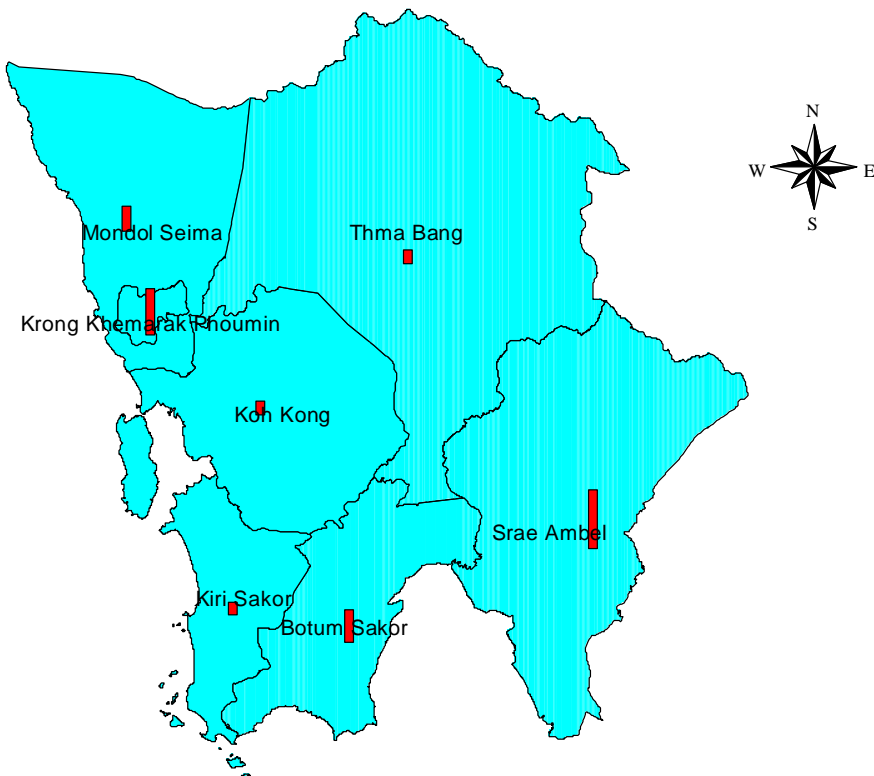 N
W
E
S
Mondol Seima
Thma Bang
Krong Khemarak Phoumin
Koh Kong
Srae Ambel
Kiri Sakor
Botum Sakor